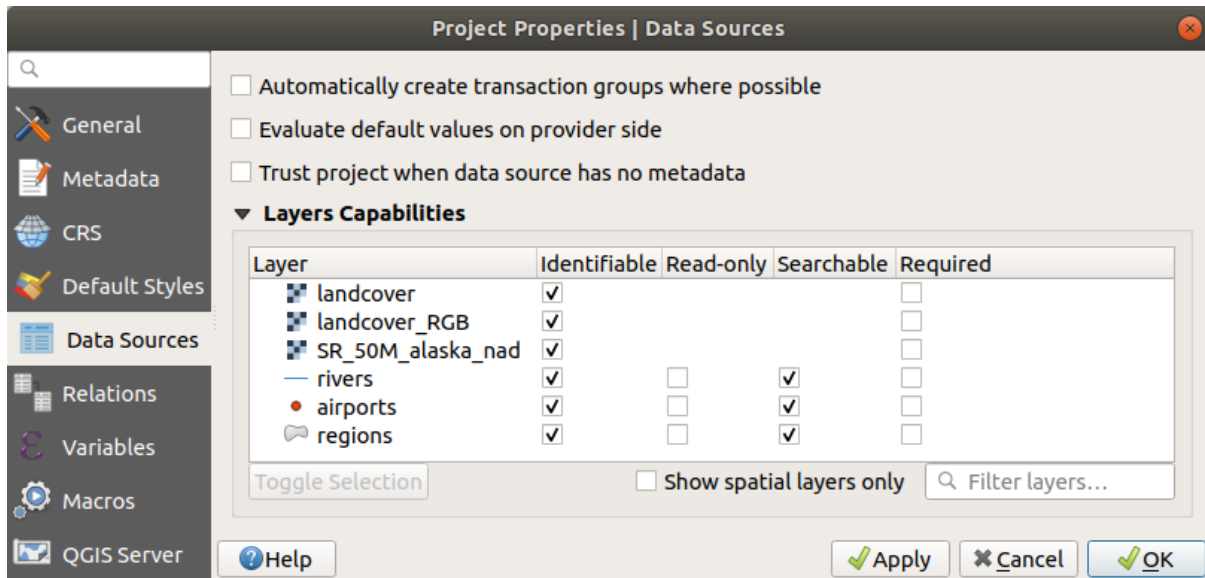 Project Properties | Data Sources
General
Metadata
CRS
Default Styles
Data Sources
Relations
Variables
Macros
QGIS Server
Automatically create transaction groups where possible
Evaluate default values on provider side
Trust project when data source has no metadata
Layers Capabilities
Layer Identifiable Read-only Searchable Required
landcover
landcover_RGB
SR_50M_alaska_nad
rivers
airports
regions
Toggle Selection Show spatial layers only Filter layers...
Help Apply Cancel OK